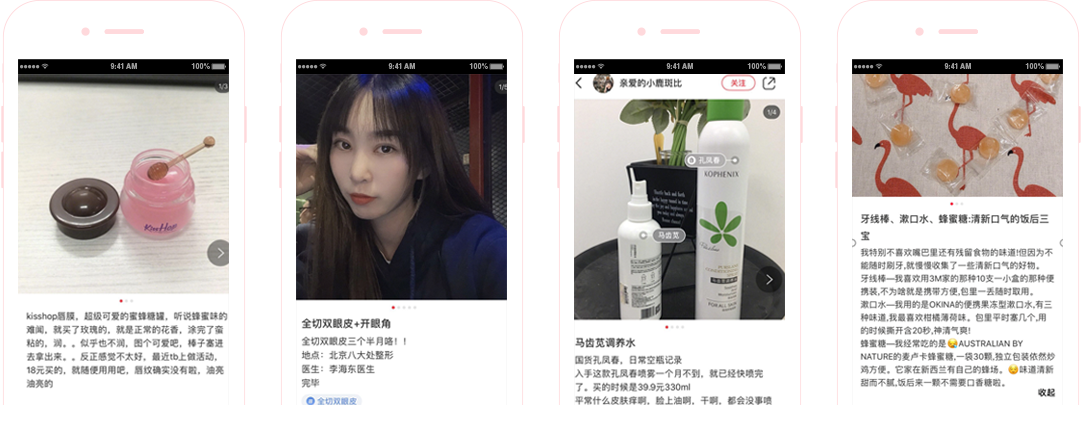 9:41 AM
100%
1/3
KissHop
kisshop唇膜，超级可爱的蜜蜂糖罐，听说蜂蜜味的
难闻，就买了玫瑰的，就是正常的花香，涂完了蛮
粘的，润。。似乎也不润，图个可爱吧，棒子塞进
去拿出来。。反正感觉不太好，最近tb上做活动，
18元买的，就随便用用吧，唇纹确实没有啦，油亮
油亮的
9:41 AM
100%
全切双眼皮+开眼角
全切双眼皮三个半月咯！！
地点：北京八大处整形
医生：李海东医生
完毕
全切双眼皮
9:41 AM
100%
亲爱的小鹿斑比
关注
1/4
孔凤春
KOPHENIX
马齿苋
FOR ALL SKIN
马齿苋调养水
国货孔凤春，日常空瓶记录
入手这款孔凤春喷雾一个月不到，就已经快喷完
了。买的时候是39.9元330ml
平常什么皮肤痒啊，脸上油啊，干啊，都会没事喷
9:41 AM
100%
牙线棒、漱口水、蜂蜜糖:清新口气的饭后三
宝
我特别不喜欢嘴巴里还有残留食物的味道!但因为不
能随时刷牙,就慢慢收集了一些清新口气的好物。
牙线棒—我喜欢用3M家的那种10支一小盒的那种便
携装,不为啥就是携带方便,包里一丢随时取用。
漱口水—我用的是OKINA的便携果冻型漱口水,有三
种味道,我最喜欢柑橘薄荷味。包里平时塞几个,用
的时候撕开含20秒,神清气爽!
蜂蜜糖—我经常吃的是😂AUSTRALIAN BY
NATURE的麦卢卡蜂蜜糖,一袋30颗,独立包装依然炒
鸡方便。它家在新西兰有自己的蜂场。😋味道清新
甜而不腻,饭后来一颗不需要口香糖啦。
收起